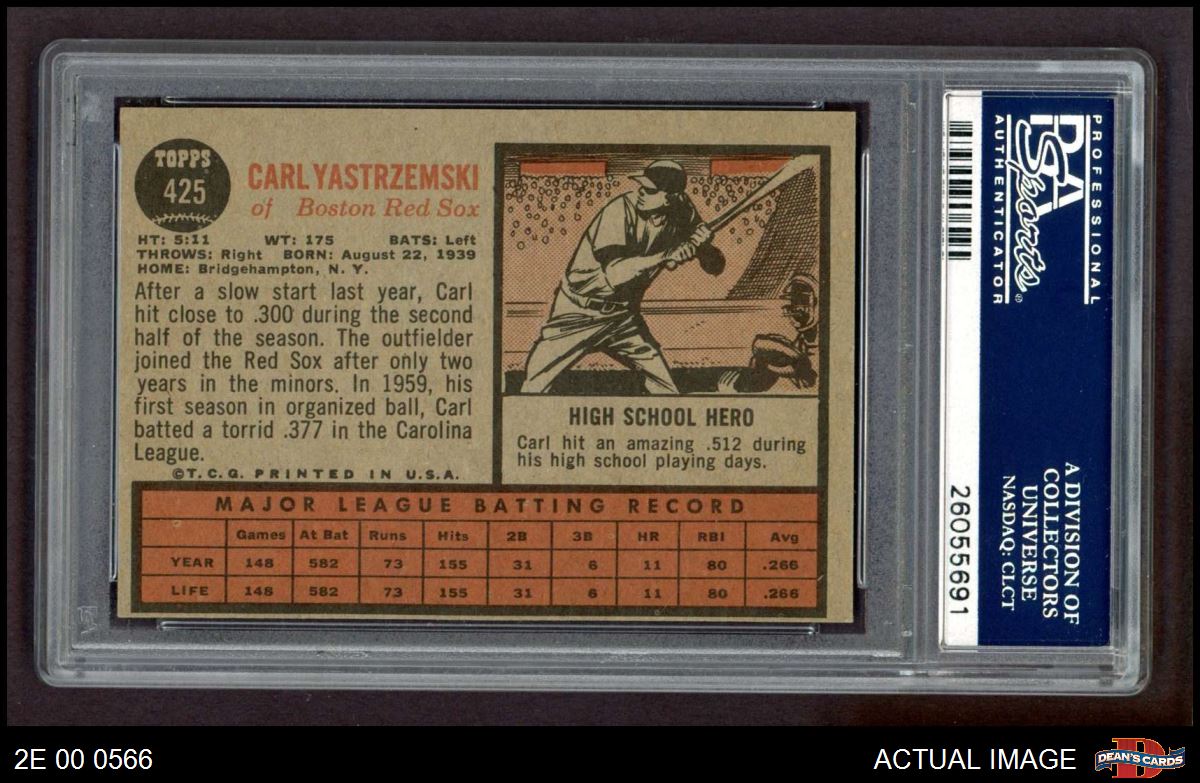 TOPPS
425
CARL YASTRZEMSKI
of Boston Red Sox
HT: 5:11 WT: 175 BATS: Left
THROWS: Right BORN: August 22, 1939
HOME: Bridgehampton, N. Y.
After a slow start last year, Carl
hit close to .300 during the second
half of the season. The outfielder
joined the Red Sox after only two
years in the minors. In 1959, his
first season in organized ball, Carl
batted a torrid .377 in the Carolina
League.
©T.C.G. PRINTED IN U.S.A.
HIGH SCHOOL HERO
Carl hit an amazing .512 during
his high school playing days.
MAJOR LEAGUE BATTING RECORD
Games At Bat Runs Hits 2B 3B HR RBI Avg
YEAR 148 582 73 155 31 6 11 80 .266
LIFE 148 582 73 155 31 6 11 80 .266
PROFESSIONAL
PSA
Sports
AUTHENTICATOR
A DIVISION OF
COLLECTORS
UNIVERSE
NASDAQ: CLCT
26055691
2E 00 0566
ACTUAL IMAGE
DEAN'S CARDS